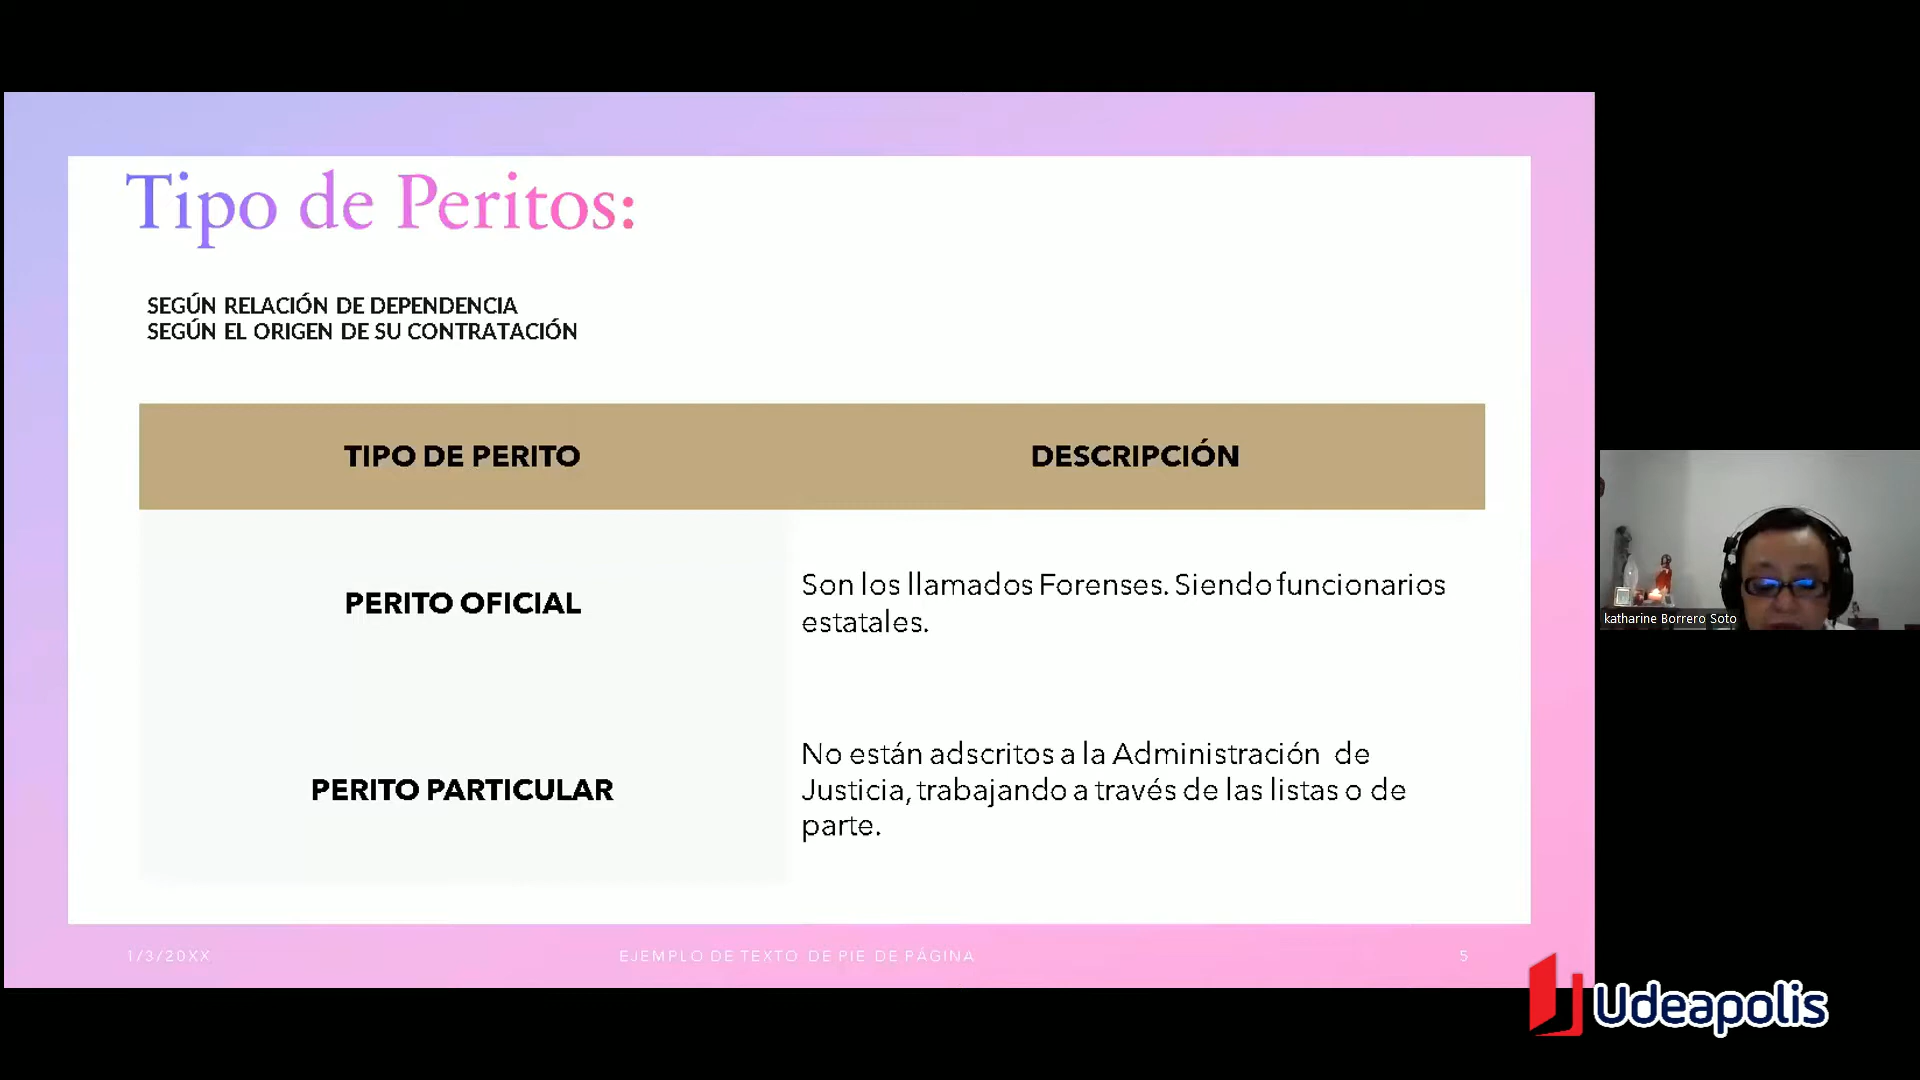 Tipo de Peritos:
SEGÚN RELACIÓN DE DEPENDENCIA
SEGÚN EL ORIGEN DE SU CONTRATACIÓN
TIPO DE PERITO
DESCRIPCIÓN
PERITO OFICIAL
Son los llamados Forenses. Siendo funcionarios
estatales.
PERITO PARTICULAR
No están adscritos a la Administración de
Justicia, trabajando a través de las listas o de
parte.
1/3/20XX
EJEMPLO DE TEXTO DE PIE DE PÁGINA
5
katharine Borrero Soto
Udeapolis